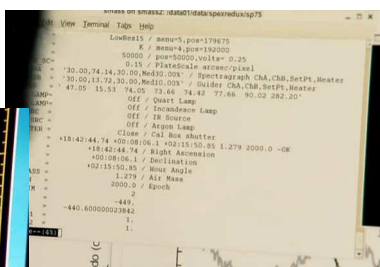 smass on smass2: /data01/data/spexredux/sp75
Edit View Terminal Tabs Help
LowRes15 / menu=5,pos=179675
K / menu=4,pos=192000
50000 / pos=50000,volts= 0.25
0.15 / PlateScale arcsec/pixel
'30.00,74.14,30.00,Med30.00%' / Spectragraph ChA,ChB,SetPt,Heater
'30.00,13.72,30.00,Med30.00%' / Guider ChA,ChB,SetPt,Heater
' 47.05 15.53 74.05 73.66 74.42 77.66 90.02 282.20'
Off / Quart Lamp
Off / Incandesce Lamp
Off / IR Source
Off / Argon Lamp
Close / Cal Box shutter
+18:42:44.74 +00:08:06.1 +02:15:50.85 1.279 2000.0 -OK
+18:42:44.74 / Right Ascension
+00:08:06.1 / Declination
+02:15:50.85 / Hour Angle
1.279 / Air Mass
2000.0 / Epoch
2
-449.
-440.600000023842
1.
1.